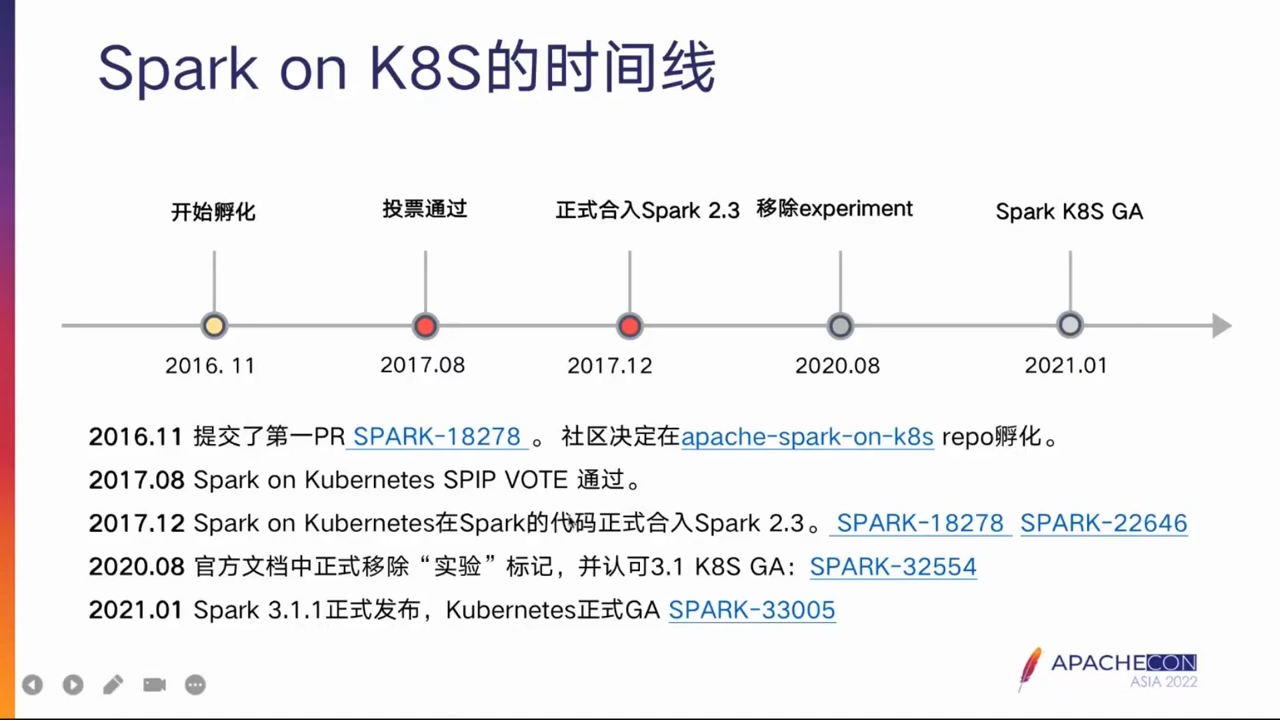 Spark on K8S的时间线
开始孵化
投票通过
正式合入Spark 2.3
移除experiment
Spark K8S GA
2016. 11
2017.08
2017.12
2020.08
2021.01
2016.11 提交了第一PR SPARK-18278 。 社区决定在apache-spark-on-k8s repo孵化。
2017.08 Spark on Kubernetes SPIP VOTE 通过。
2017.12 Spark on Kubernetes在Spark的代码正式合入Spark 2.3。 SPARK-18278 SPARK-22646
2020.08 官方文档中正式移除“实验”标记，并认可3.1 K8S GA：SPARK-32554
2021.01 Spark 3.1.1正式发布，Kubernetes正式GA SPARK-33005
APACHECON
ASIA 2022